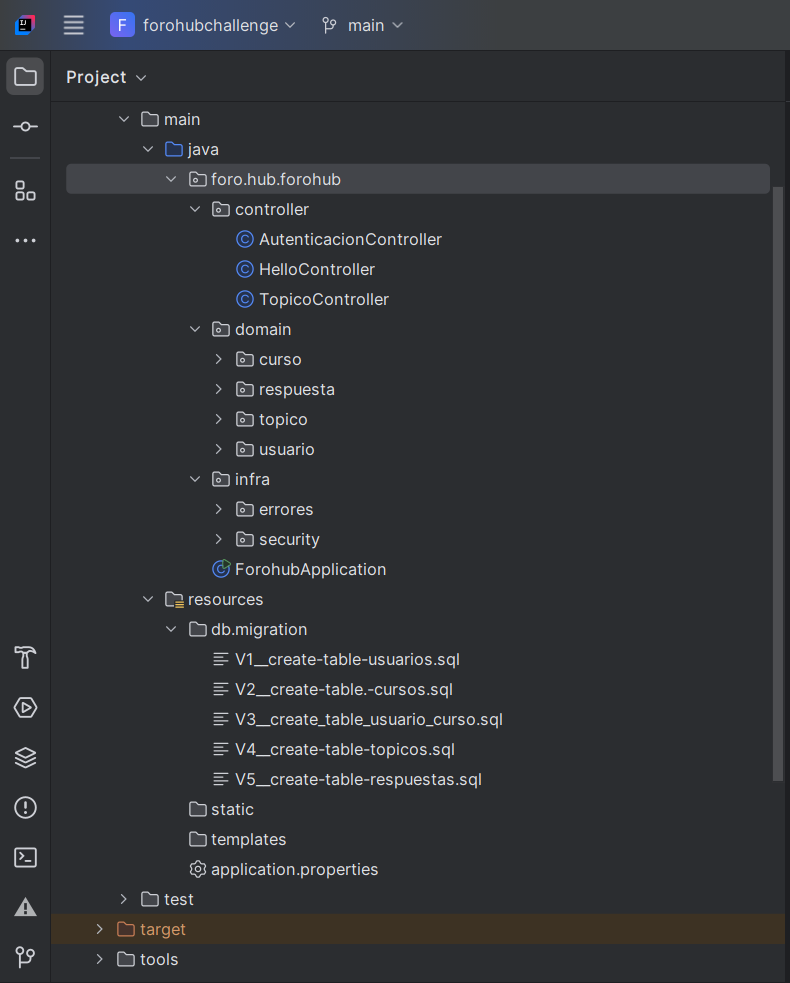 F forohubchallenge main
Project
main
java
foro.hub.forohub
controller
C AutenticacionController
C HelloController
C TopicoController
domain
curso
respuesta
topico
usuario
infra
errores
security
C ForohubApplication
resources
db.migration
V1__create-table-usuarios.sql
V2__create-table.-cursos.sql
V3__create_table_usuario_curso.sql
V4__create-table-topicos.sql
V5__create-table-respuestas.sql
static
templates
application.properties
test
target
tools